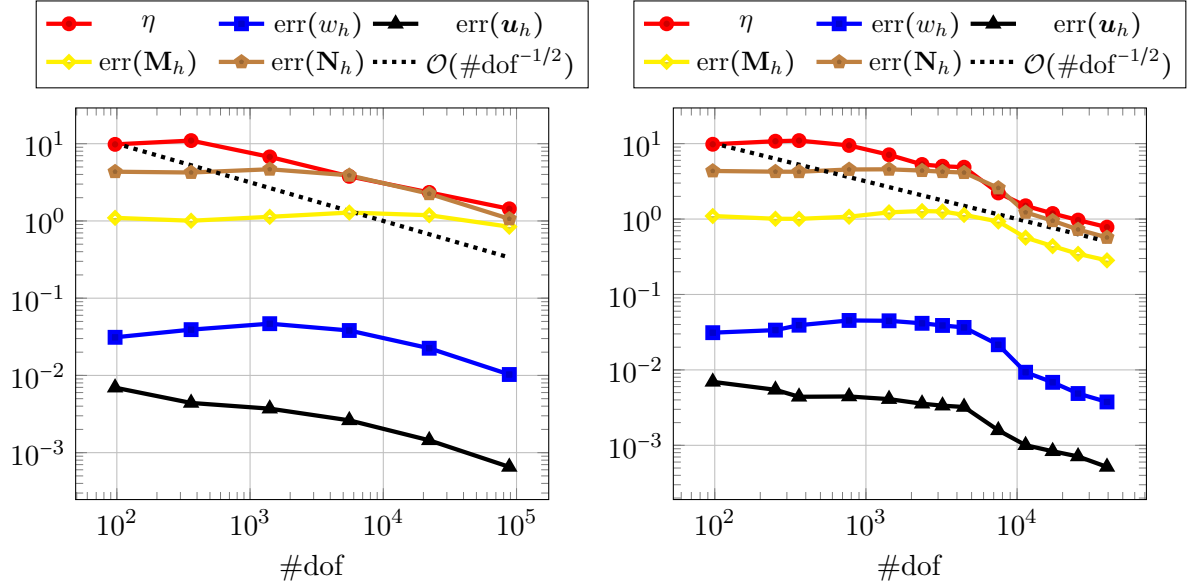 η err(w_h) err(𝒖_h)
err(𝐌_h) err(𝐍_h) 𝒪(#dof^{-1/2})
10^1
10^0
10^{-1}
10^{-2}
10^{-3}
10^2 10^3 10^4 10^5
#dof
η err(w_h) err(𝒖_h)
err(𝐌_h) err(𝐍_h) 𝒪(#dof^{-1/2})
10^1
10^0
10^{-1}
10^{-2}
10^{-3}
10^2 10^3 10^4
#dof